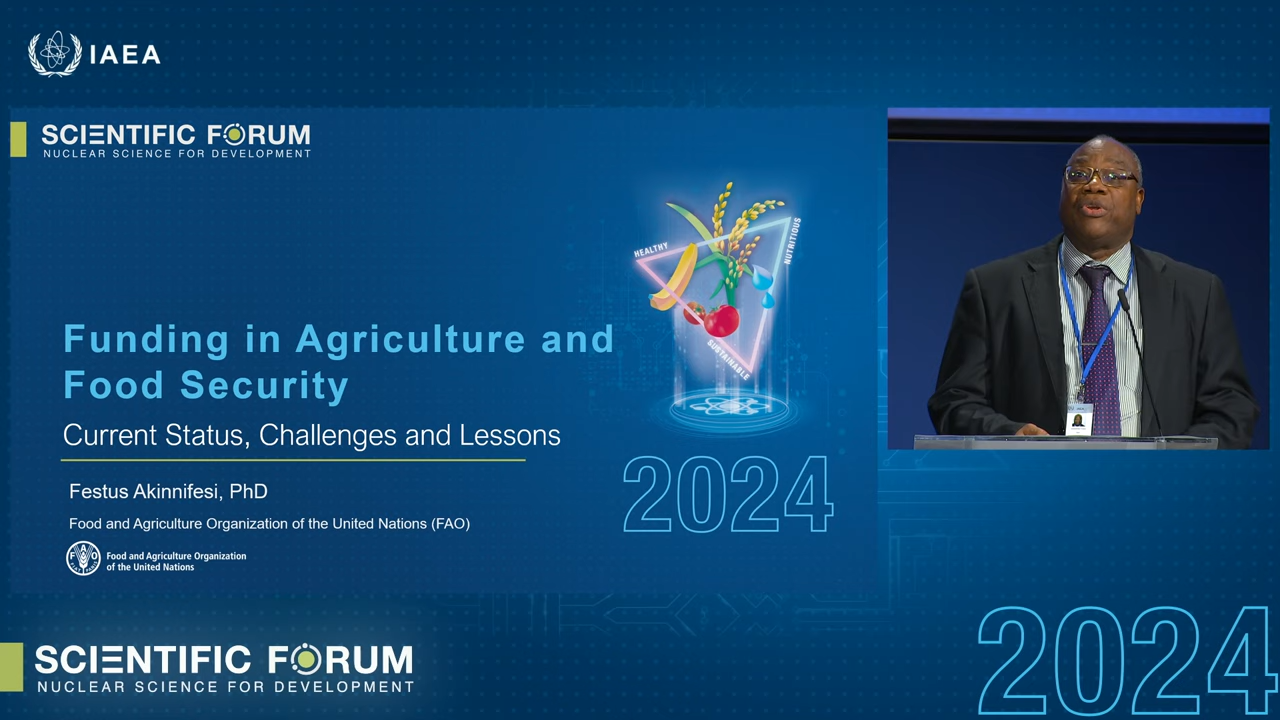 IAEA
SCIENTIFIC FORUM
NUCLEAR SCIENCE FOR DEVELOPMENT
HEALTHY
NUTRITIOUS
SUSTAINABLE
Funding in Agriculture and
Food Security
Current Status, Challenges and Lessons
2024
Festus Akinnifesi, PhD
Food and Agriculture Organization of the United Nations (FAO)
Food and Agriculture Organization
of the United Nations
SCIENTIFIC FORUM
NUCLEAR SCIENCE FOR DEVELOPMENT
2024